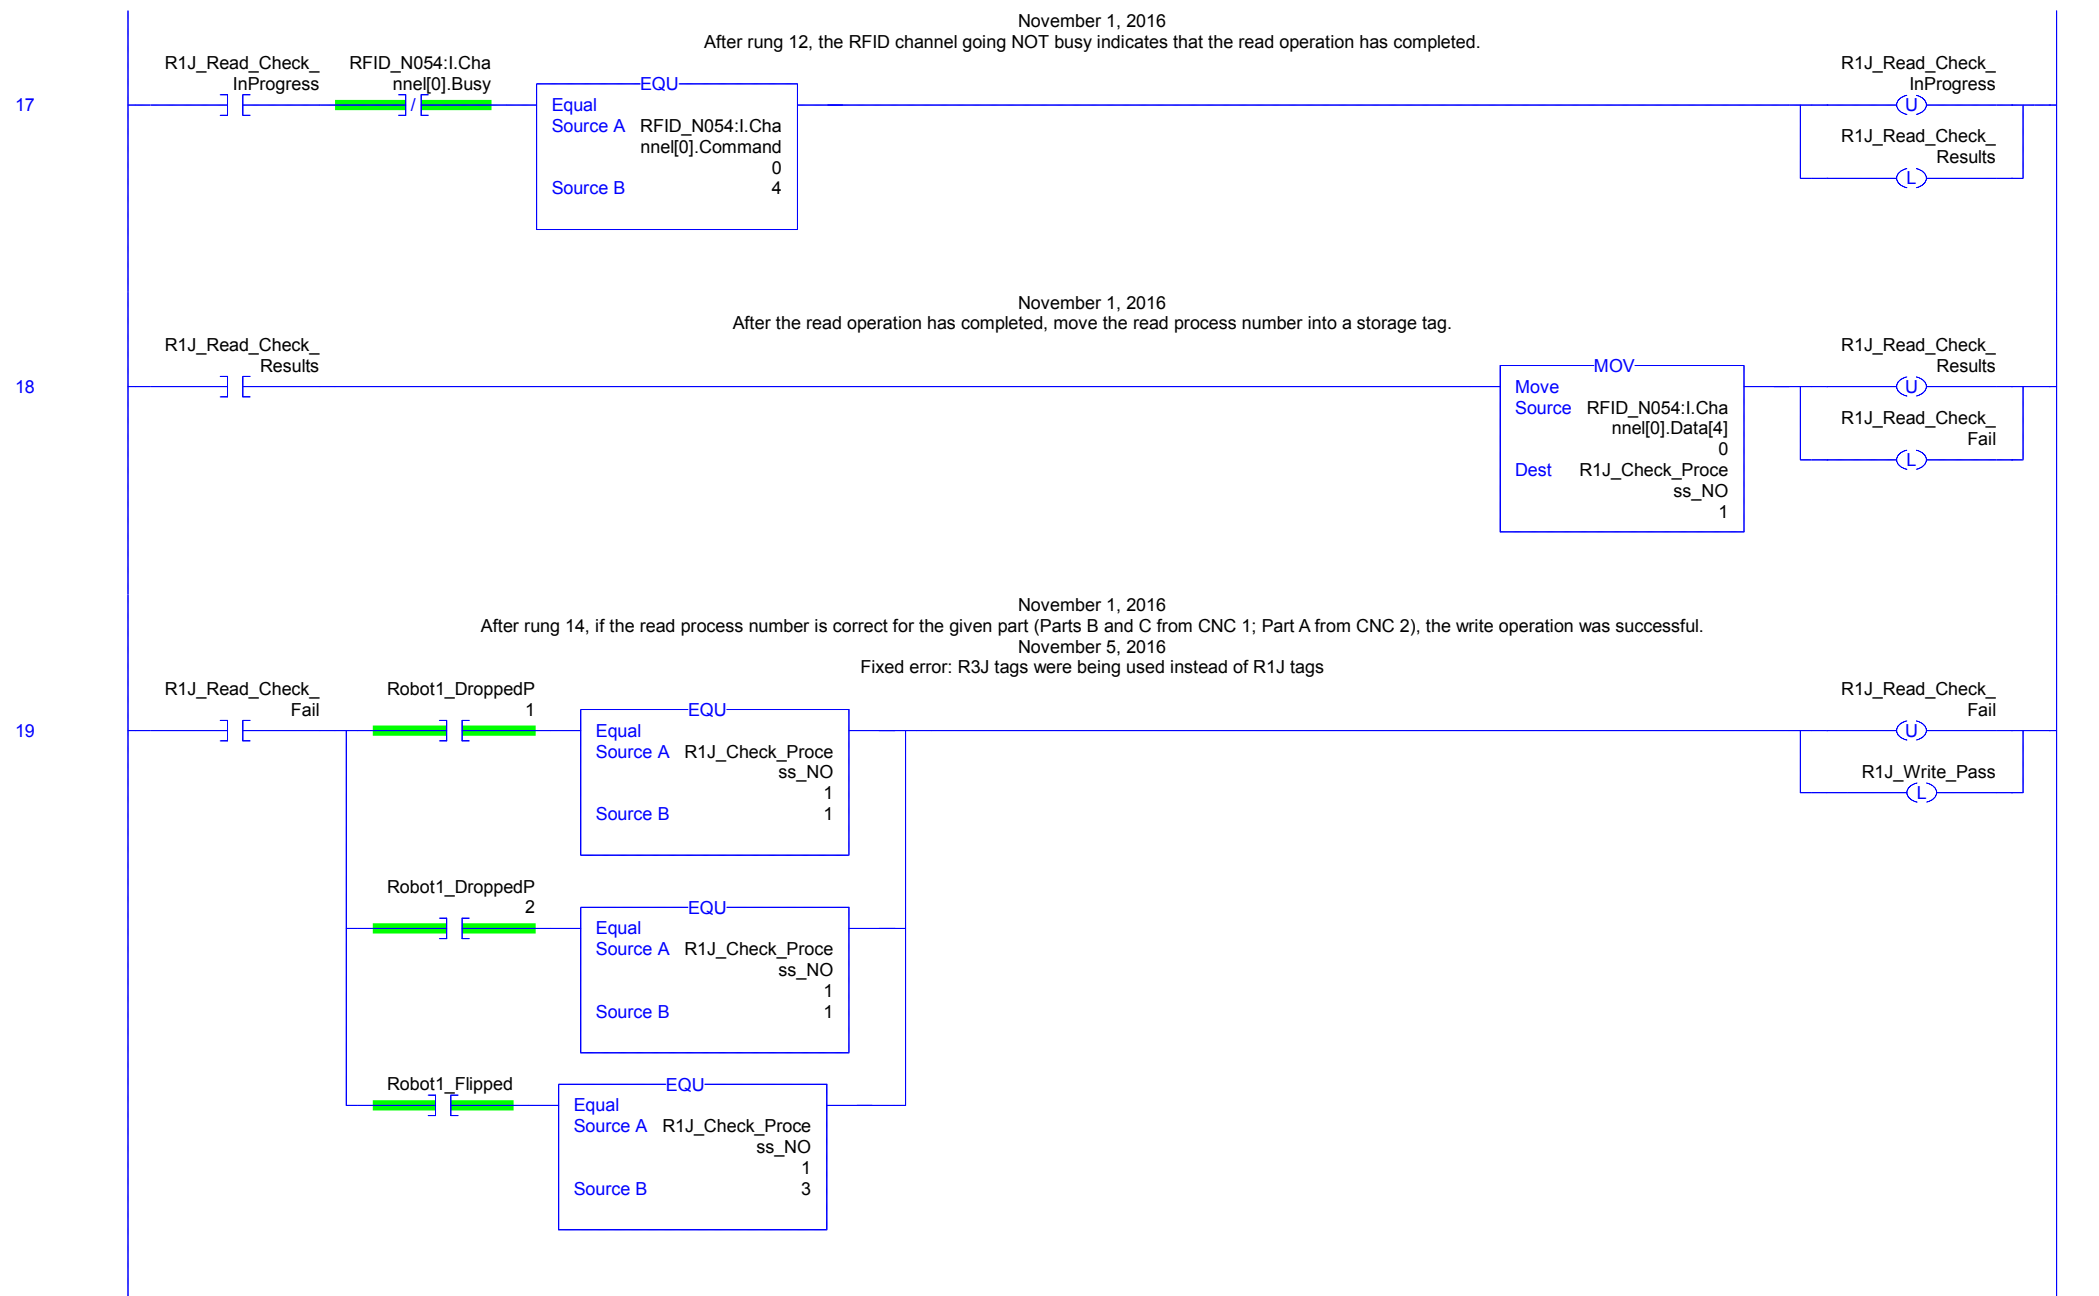 November 1, 2016
After rung 12, the RFID channel going NOT busy indicates that the read operation has completed.
R1J_Read_Check_
InProgress
RFID_N054:I.Cha
nnel[0].Busy
EQU
Equal
Source A RFID_N054:I.Cha
nnel[0].Command
0
Source B 4
R1J_Read_Check_
InProgress
U
R1J_Read_Check_
Results
L
17
November 1, 2016
After the read operation has completed, move the read process number into a storage tag.
R1J_Read_Check_
Results
18
MOV
Move
Source RFID_N054:I.Cha
nnel[0].Data[4]
0
Dest R1J_Check_Proce
ss_NO
1
R1J_Read_Check_
Results
U
R1J_Read_Check_
Fail
L
November 1, 2016
After rung 14, if the read process number is correct for the given part (Parts B and C from CNC 1; Part A from CNC 2), the write operation was successful.
November 5, 2016
Fixed error: R3J tags were being used instead of R1J tags
R1J_Read_Check_
Fail
19
Robot1_DroppedP
1
EQU
Equal
Source A R1J_Check_Proce
ss_NO
1
Source B 1
R1J_Read_Check_
Fail
U
R1J_Write_Pass
L
Robot1_DroppedP
2
EQU
Equal
Source A R1J_Check_Proce
ss_NO
1
Source B 1
Robot1_Flipped
EQU
Equal
Source A R1J_Check_Proce
ss_NO
1
Source B 3